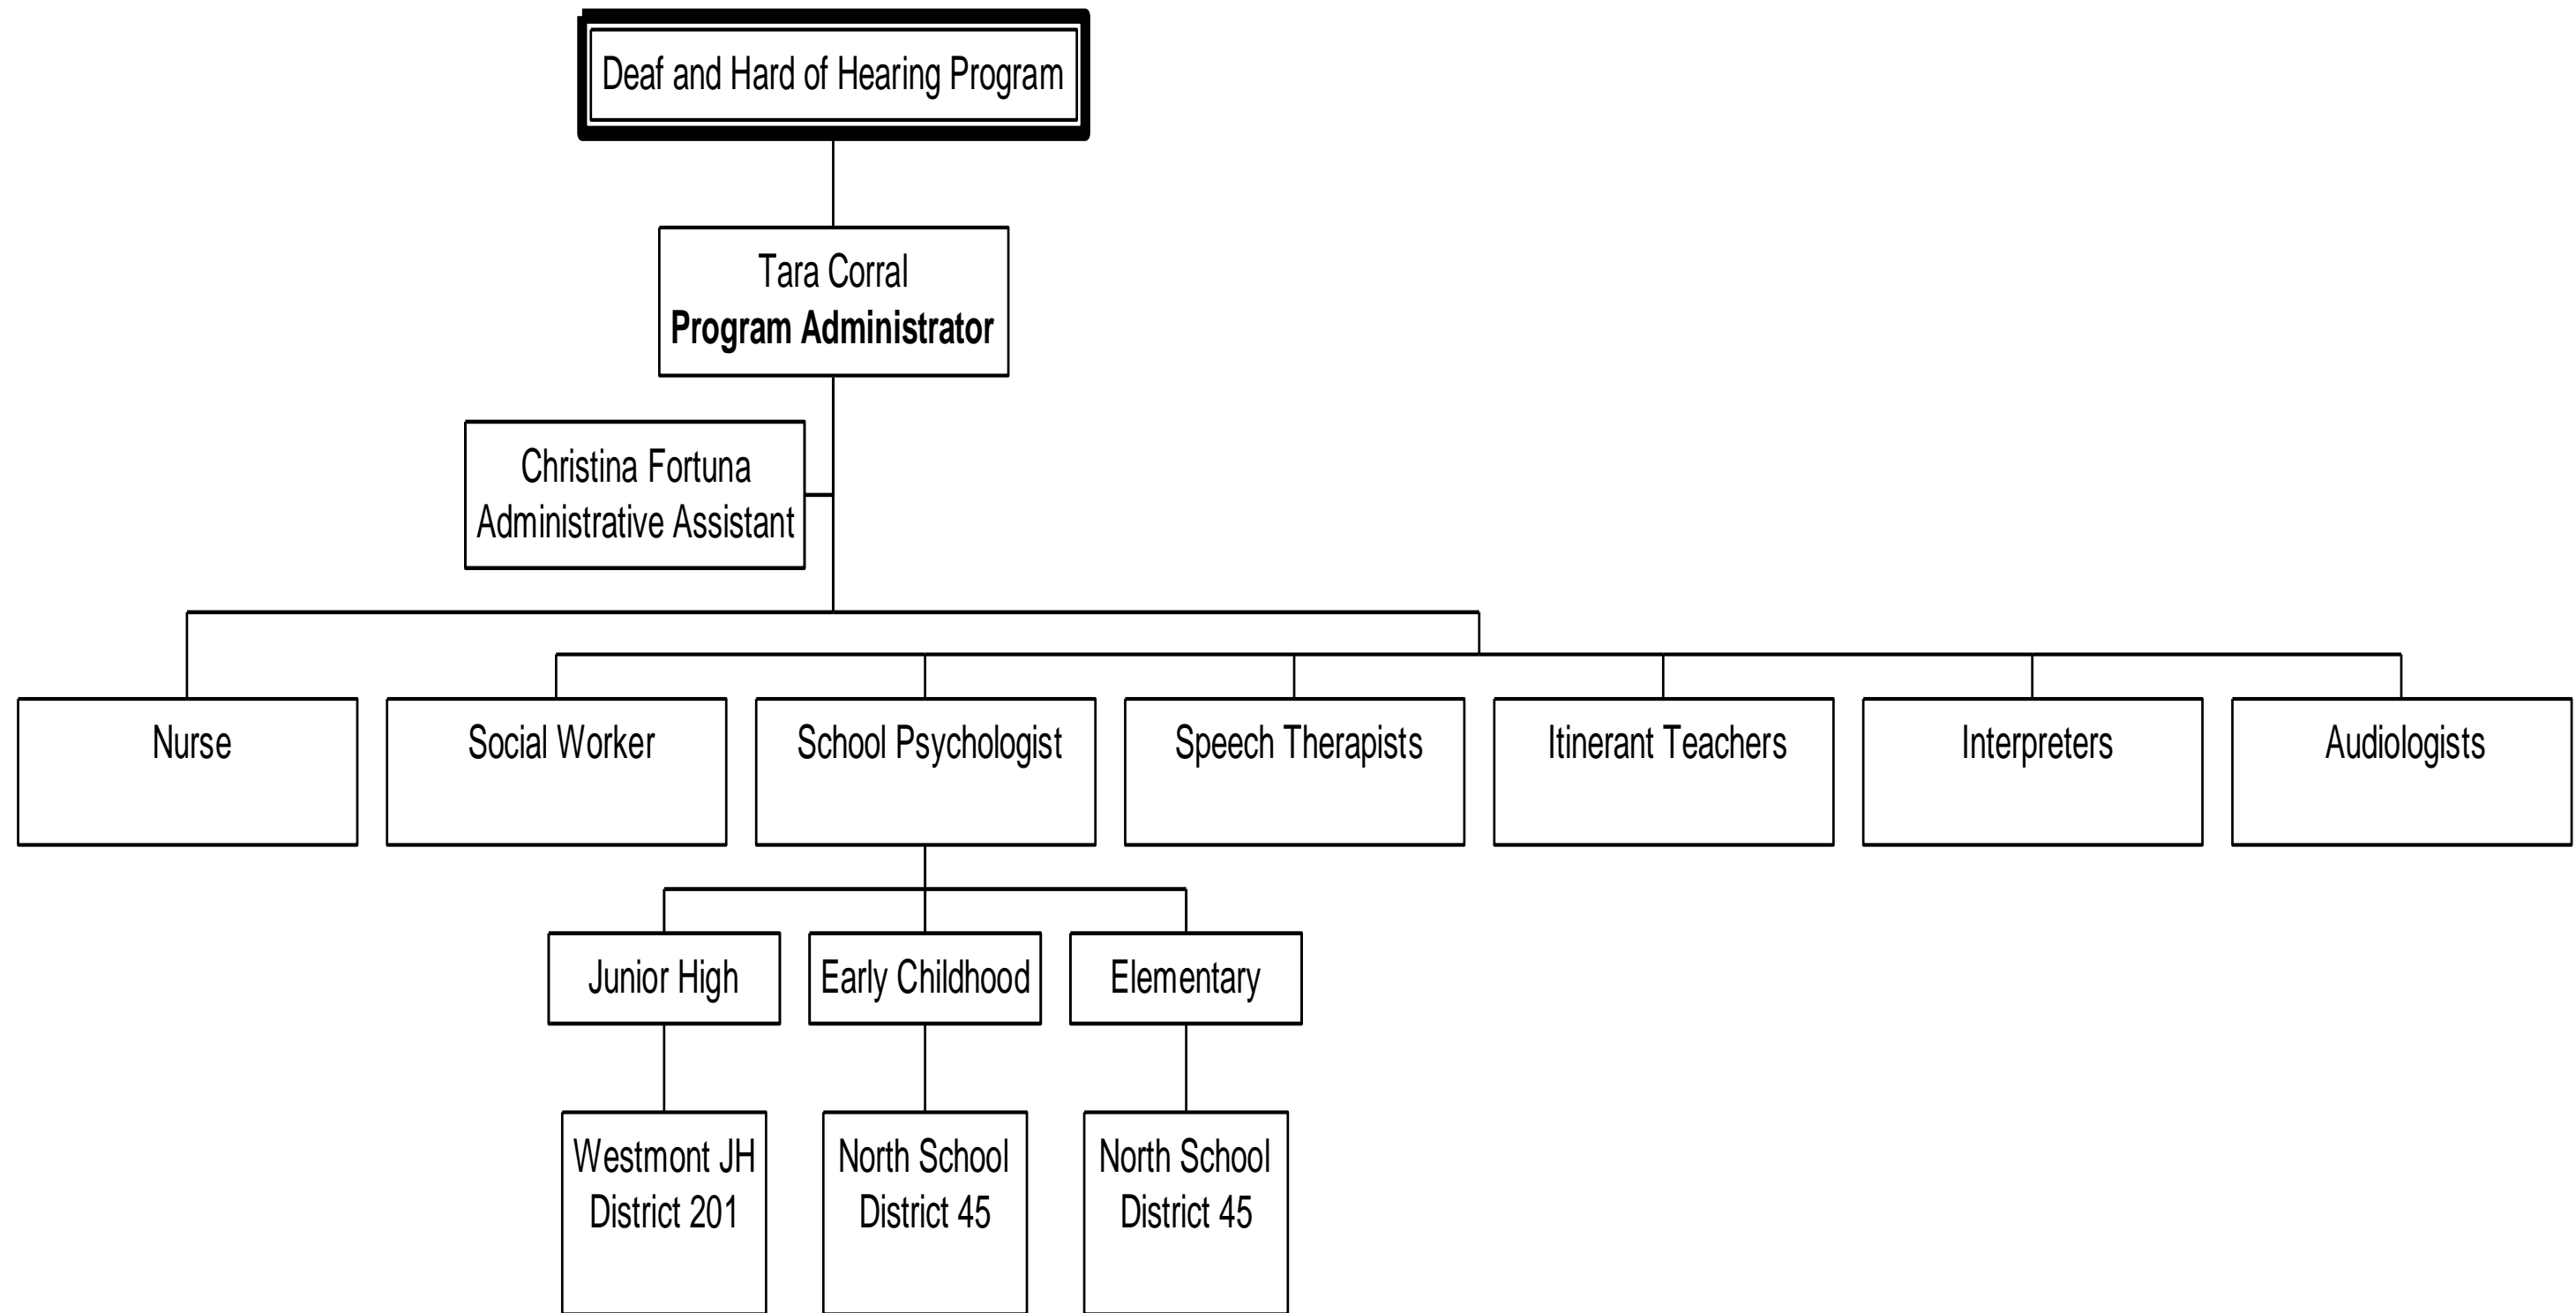 Deaf and Hard of Hearing Program
Tara Corral
Program Administrator
Christina Fortuna
Administrative Assistant
Nurse
Social Worker
School Psychologist
Speech Therapists
Itinerant Teachers
Interpreters
Audiologists
Junior High
Early Childhood
Elementary
Westmont JH
District 201
North School
District 45
North School
District 45